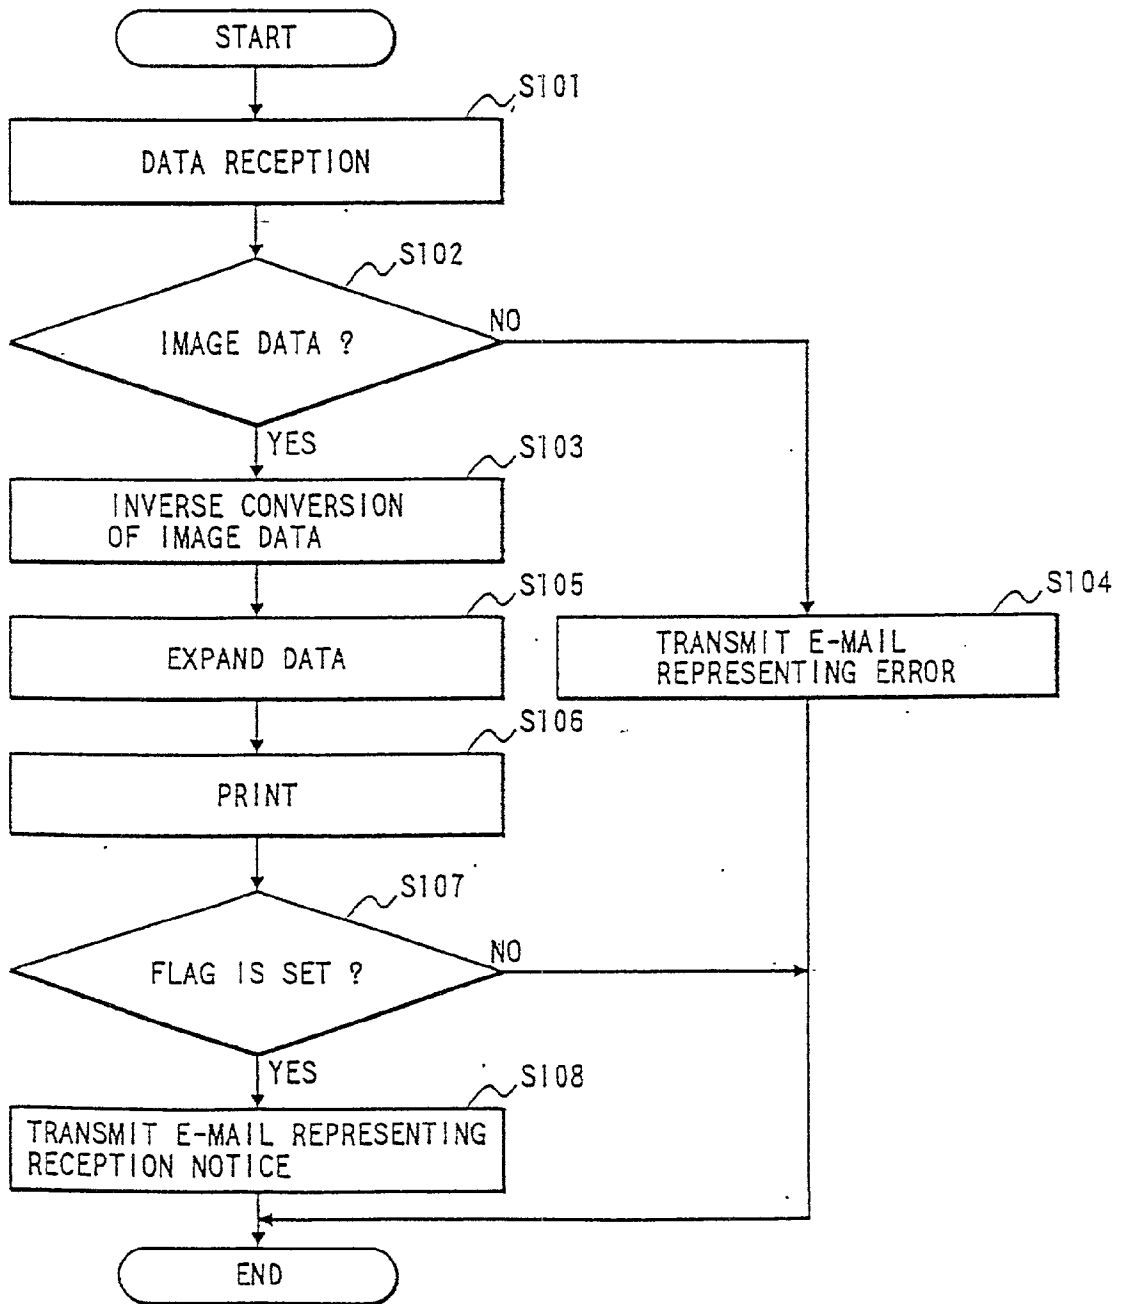 START
S101
DATA RECEPTION
S102
IMAGE DATA ?
NO
YES
S103
INVERSE CONVERSION
OF IMAGE DATA
S105
EXPAND DATA
S104
TRANSMIT E-MAIL
REPRESENTING ERROR
S106
PRINT
S107
FLAG IS SET ?
NO
YES
S108
TRANSMIT E-MAIL REPRESENTING
RECEPTION NOTICE
END